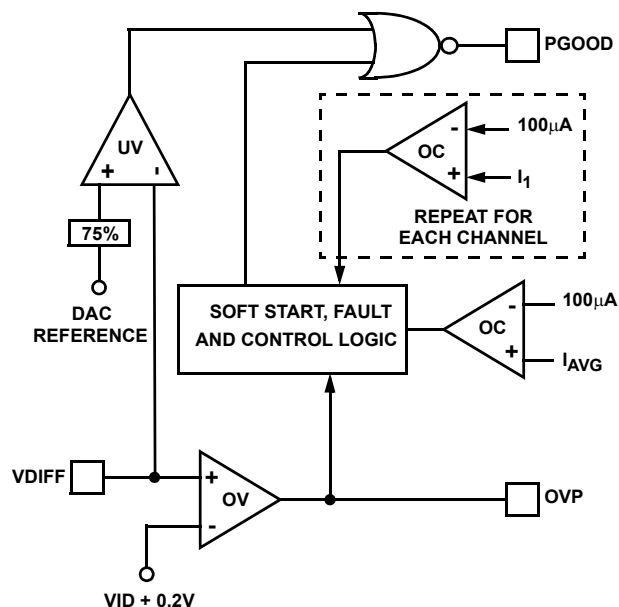 PGOOD
UV
+ -
75%
DAC
REFERENCE
- 100μA
OC
+ I1
REPEAT FOR
EACH CHANNEL
SOFT START, FAULT
AND CONTROL LOGIC
- 100μA
OC
+ IAVG
VDIFF
+
OV
-
OVP
VID + 0.2V